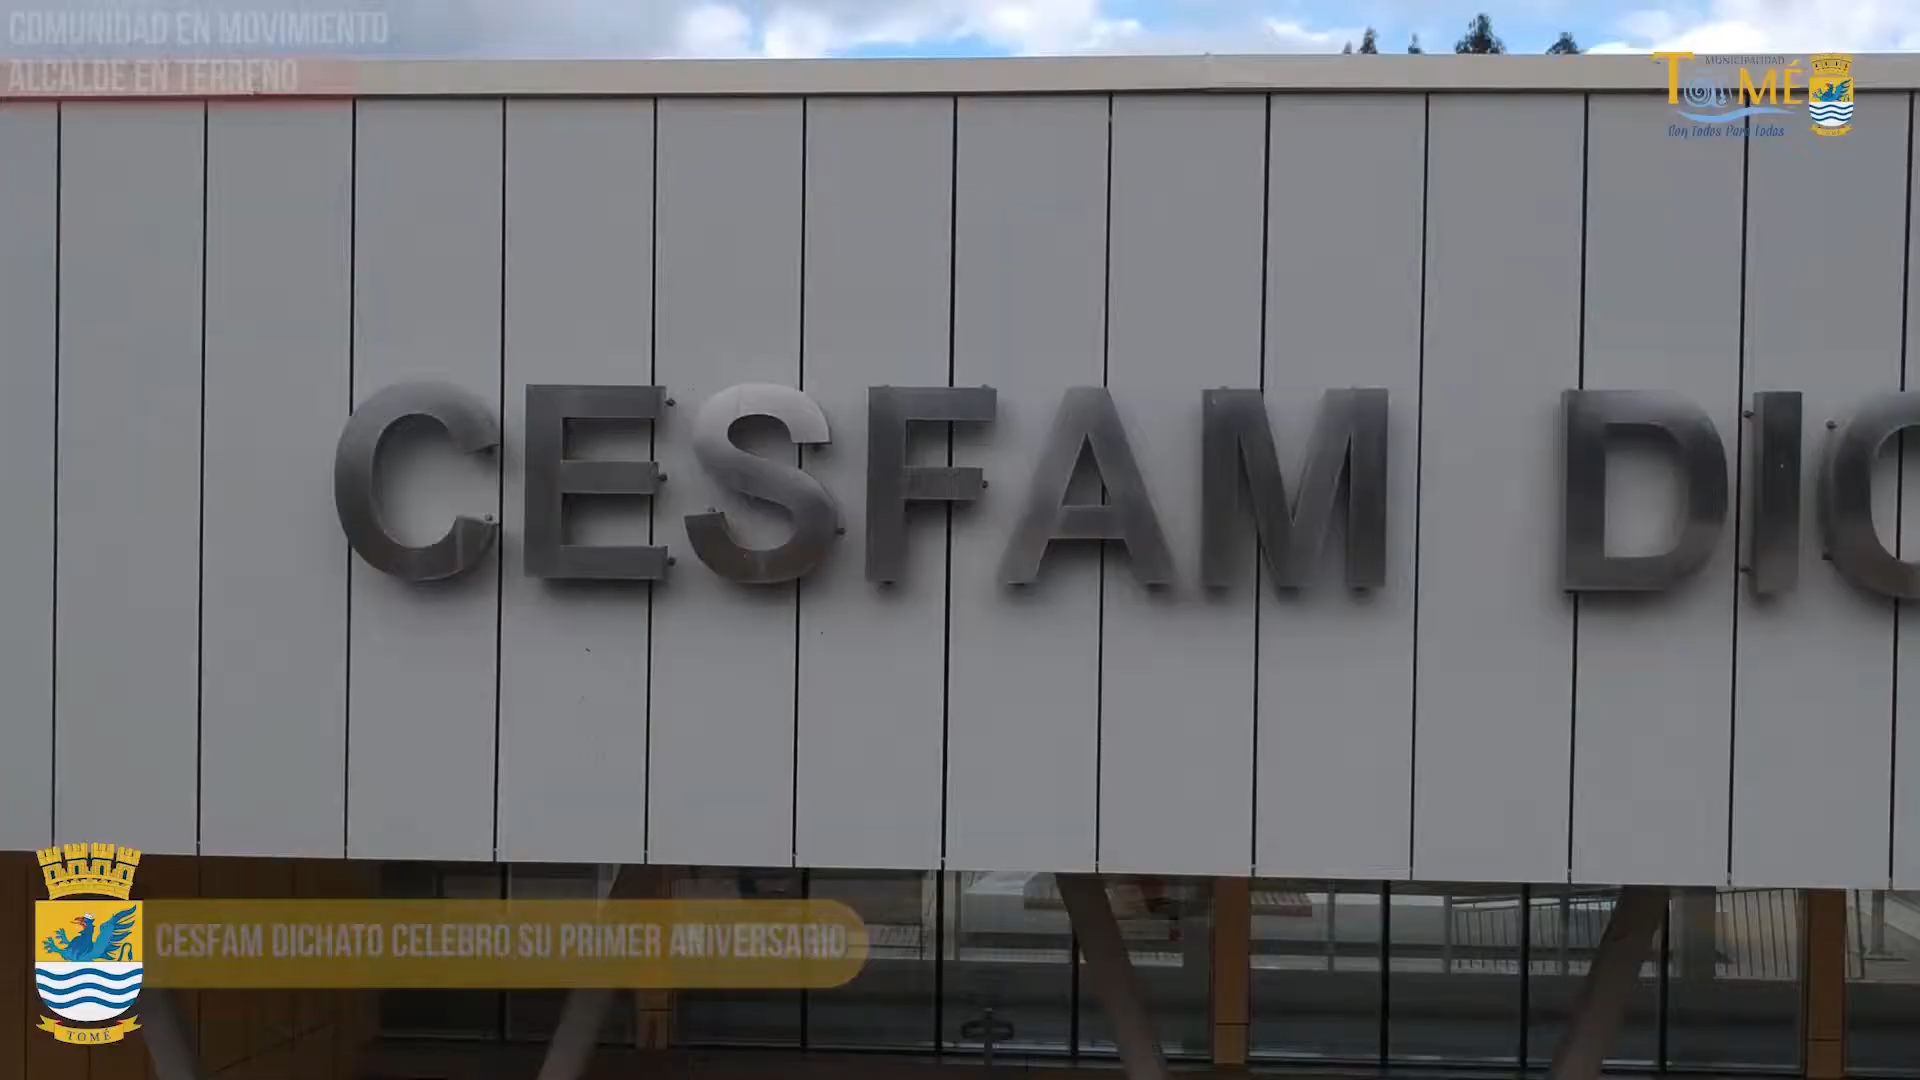 COMUNIDAD EN MOVIMIENTO
ALCALDE EN TERRENO
MUNICIPALIDAD
TOMÉ
Con Todos Para Todos
CESFAM DIC
CESFAM DICHATO CELEBRÓ SU PRIMER ANIVERSARIO
TOMÉ